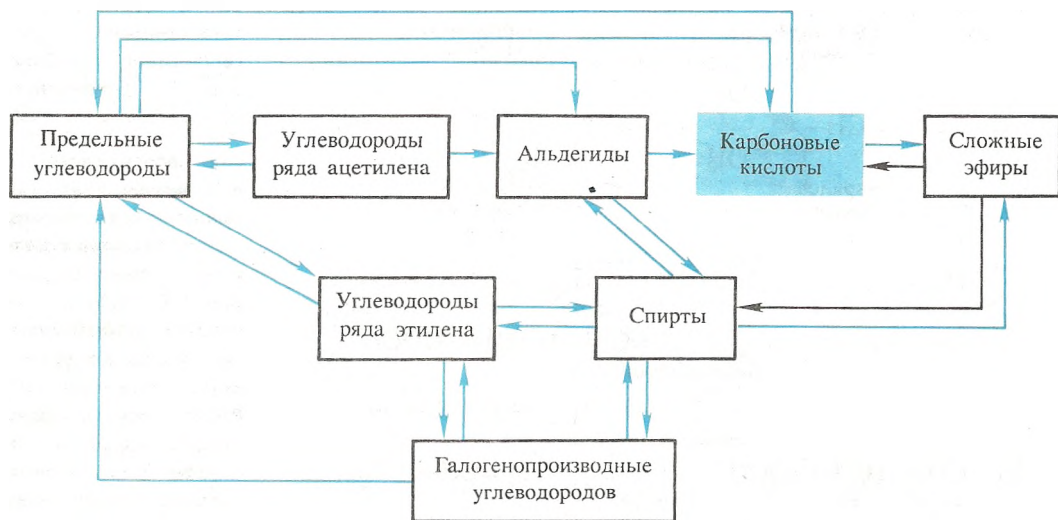 Предельные
углеводороды
Углеводороды
ряда ацетилена
Альдегиды
Карбоновые
кислоты
Сложные
эфиры
Углеводороды
ряда этилена
Спирты
Галогенопроизводные
углеводородов